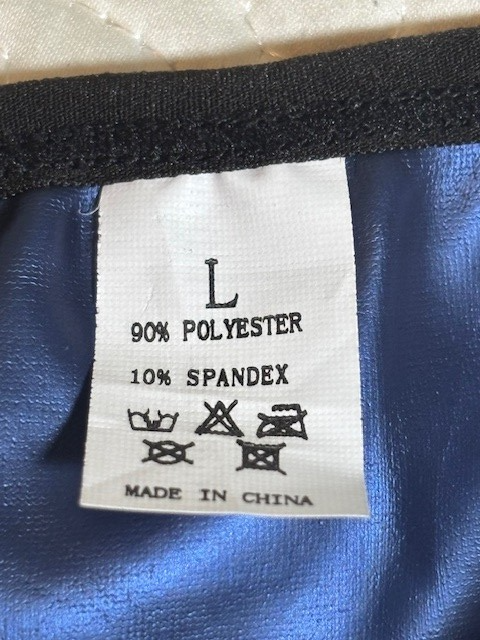 L
90% POLYESTER
10% SPANDEX
MADE IN CHINA